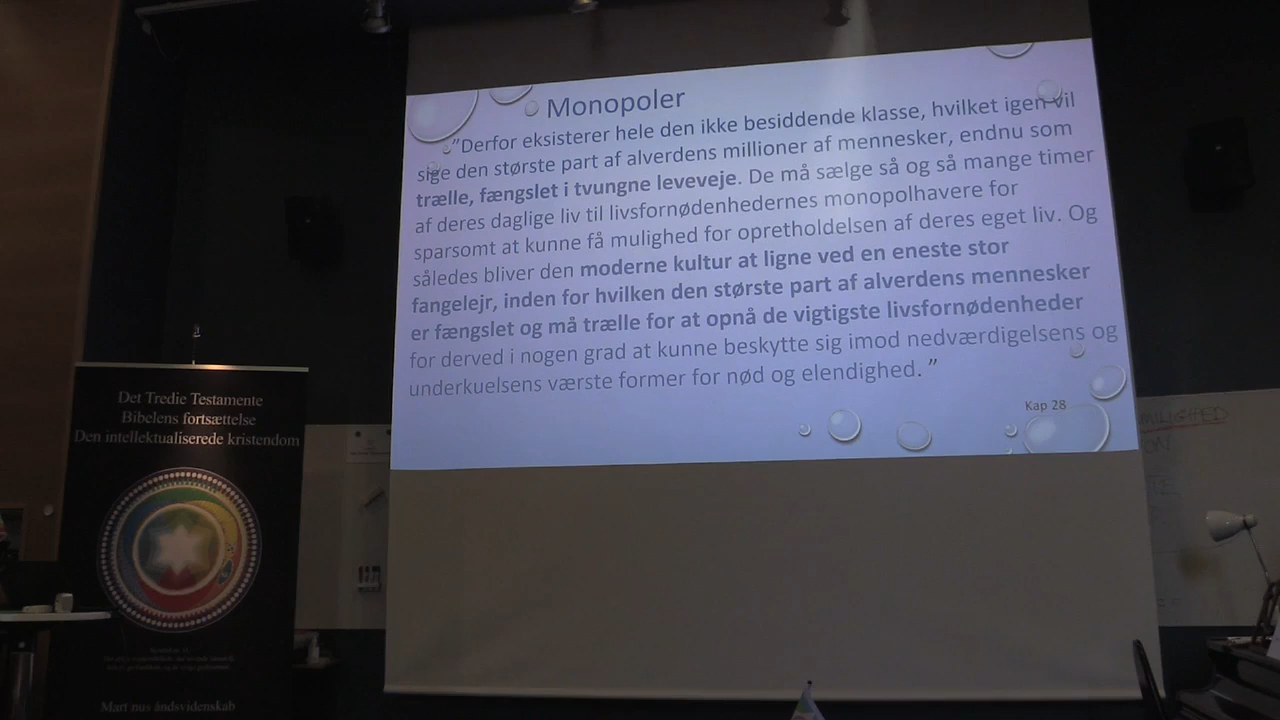 Monopoler
”Derfor eksisterer hele den ikke besiddende klasse, hvilket igen vil
sige den største part af alverdens millioner af mennesker, endnu som
trælle, fængslet i tvungne leveveje. De må sælge så og så mange timer
af deres daglige liv til livsfornødenhedernes monopolhavere for
sparsomt at kunne få mulighed for opretholdelsen af deres eget liv. Og
således bliver den moderne kultur at ligne ved en eneste stor
fangelejr, inden for hvilken den største part af alverdens mennesker
er fængslet og må trælle for at opnå de vigtigste livsfornødenheder
for derved i nogen grad at kunne beskytte sig imod nedværdigelsens og
underkuelsens værste former for nød og elendighed. ”
Kap 28
Det Tredie Testamente
Bibelens fortsættelse
Den intellektualiserede kristendom
Mart nus åndsvidenskab
MILIGHED